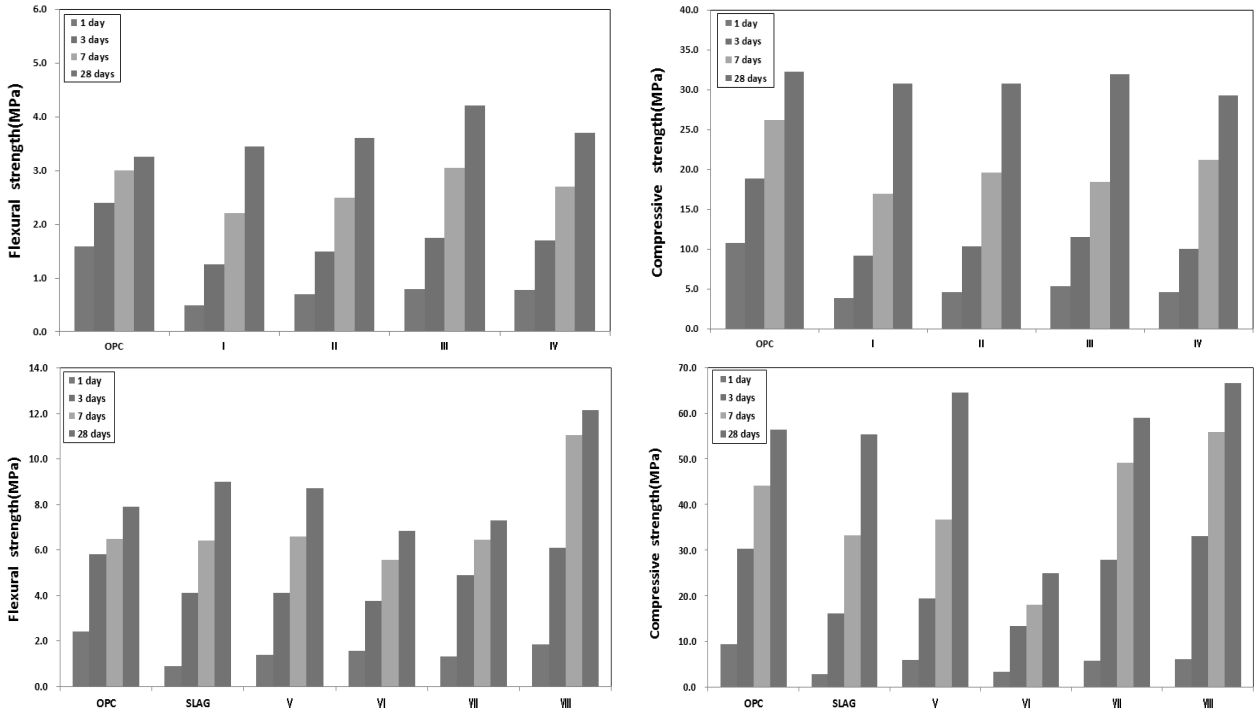 Flexural strength(MPa)
6.0
5.0
4.0
3.0
2.0
1.0
0.0
1 day
3 days
7 days
28 days
OPC I II III IV
Compressive strength(MPa)
40.0
35.0
30.0
25.0
20.0
15.0
10.0
5.0
0.0
1 day
3 days
7 days
28 days
OPC I II III IV
Flexural strength(MPa)
14.0
12.0
10.0
8.0
6.0
4.0
2.0
0.0
1 day
3 days
7 days
28 days
OPC SLAG V VI VII VIII
Compressive strength(MPa)
70.0
60.0
50.0
40.0
30.0
20.0
10.0
0.0
1 day
3 days
7 days
28 days
OPC SLAG V VI VII VIII